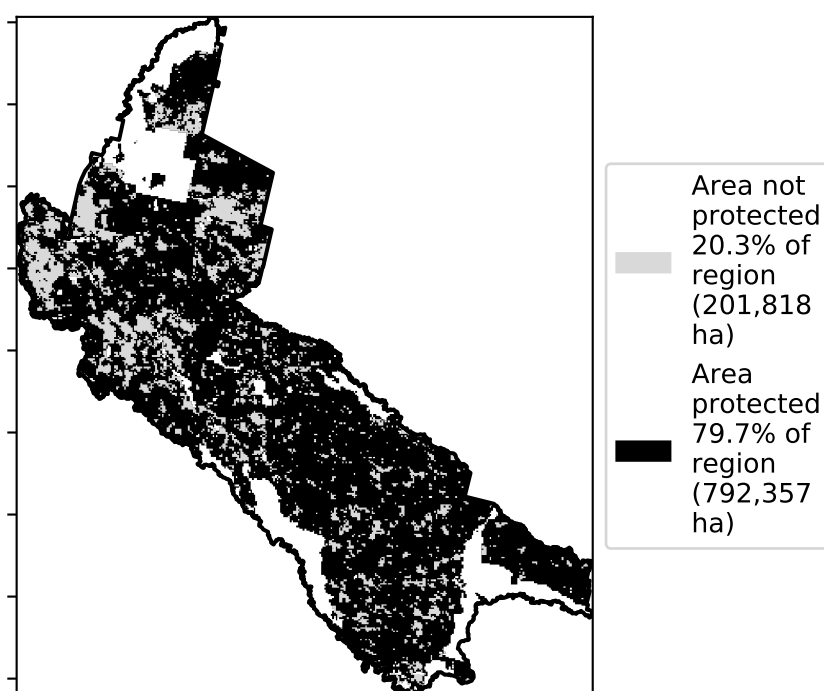 Area not
protected
20.3% of
region
(201,818
ha)
Area
protected
79.7% of
region
(792,357
ha)